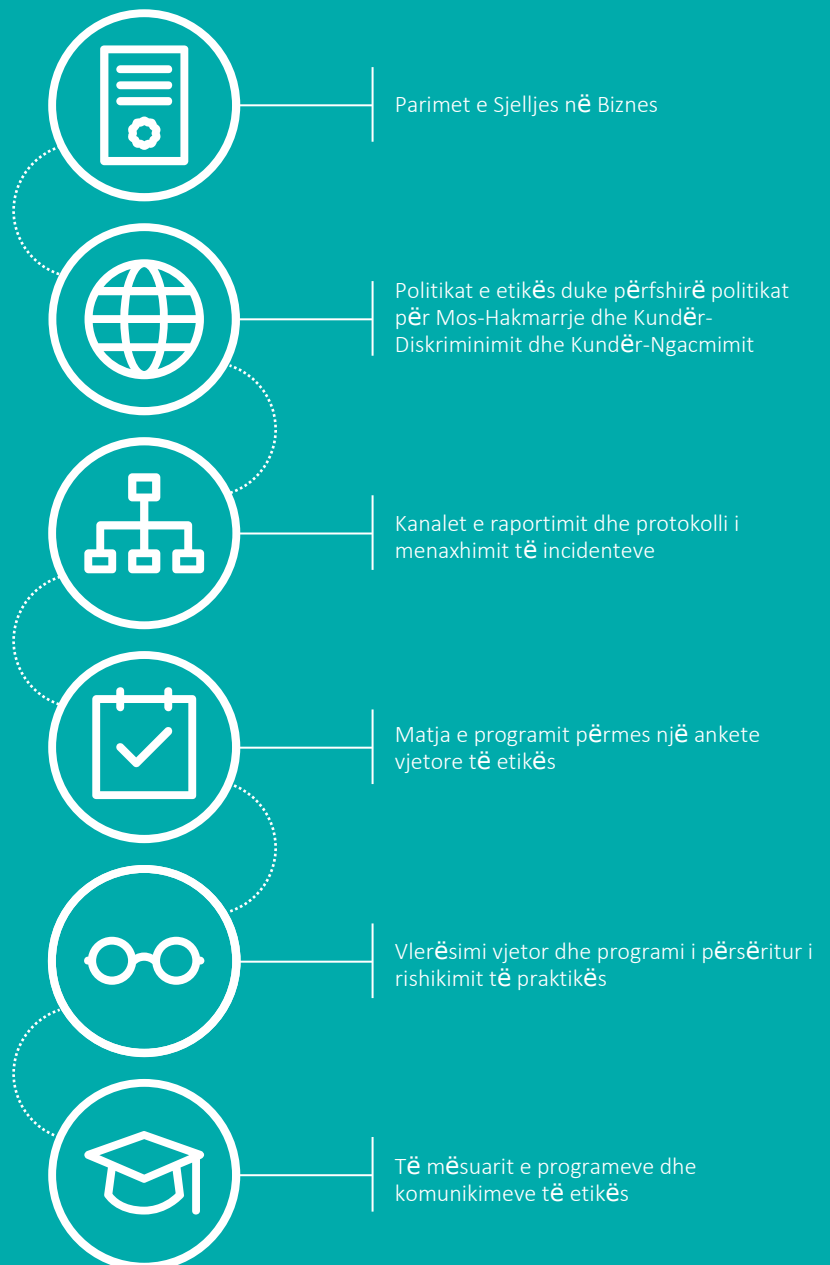 Parimet e Sjelljes në Biznes
Politikat e etikës duke përfshirë politikat
për Mos-Hakmarrje dhe Kundër-
Diskriminimit dhe Kundër-Ngacmimit
Kanalet e raportimit dhe protokolli i
menaxhimit të incidenteve
Matja e programit përmes një ankete
vjetore të etikës
Vlerësimi vjetor dhe programi i përsëritur i
rishikimit të praktikës
Të mësuarit e programeve dhe
komunikimeve të etikës